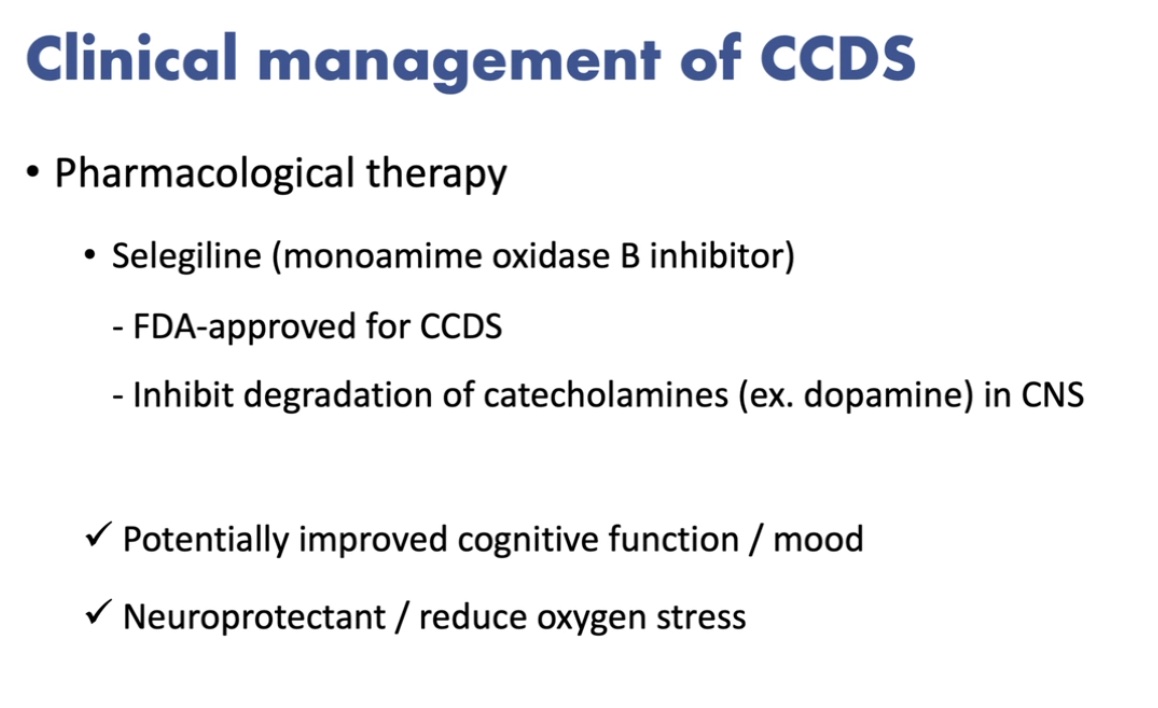 Clinical management of CCDS
• Pharmacological therapy
• Selegiline (monoamime oxidase B inhibitor)
- FDA-approved for CCDS
- Inhibit degradation of catecholamines (ex. dopamine) in CNS
✓ Potentially improved cognitive function / mood
✓ Neuroprotectant / reduce oxygen stress